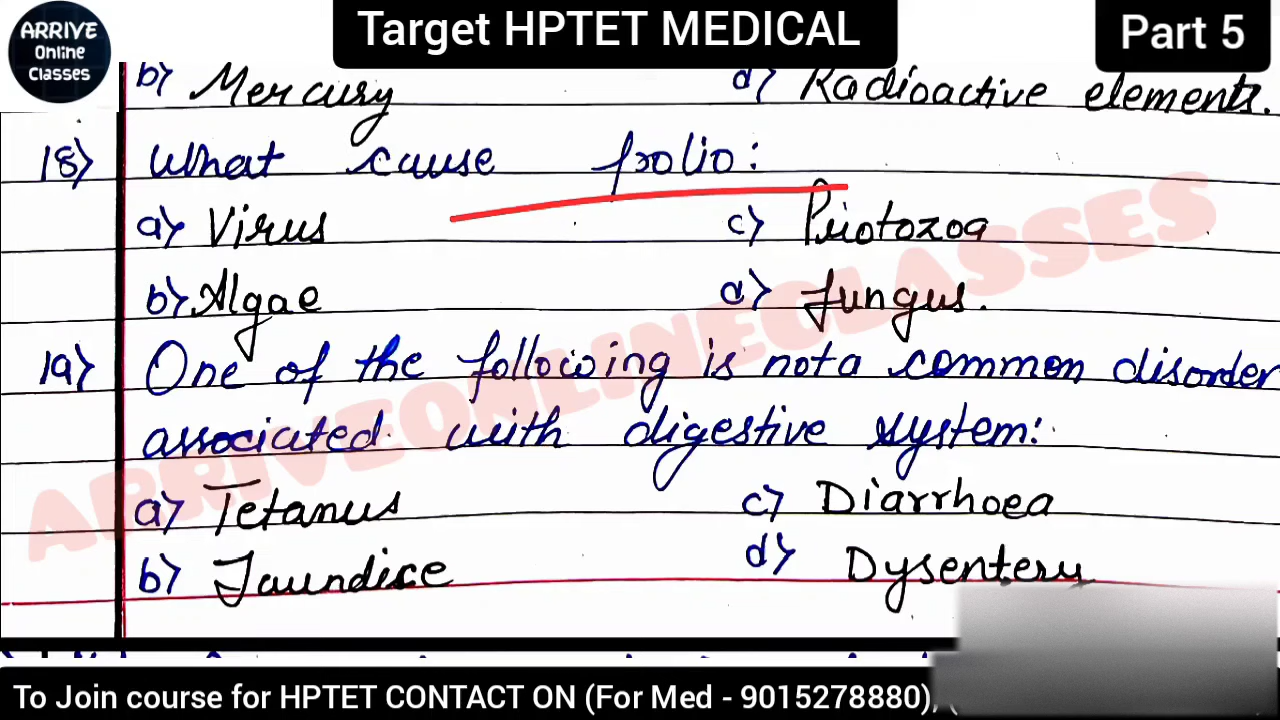 ARRIVE
Online
Classes
Target HPTET MEDICAL
Part 5
b) Mercury d) Radioactive elements.
18) What cause polio:
a) Virus c) Protozoa
b) Algae d) fungus.
19) One of the following is not a common disorder
associated with digestive system:
a) Tetanus c) Diarrhoea
b) Jaundice d) Dysentery
ARRIVEONLINECLASSES
To Join course for HPTET CONTACT ON (For Med - 9015278880), (